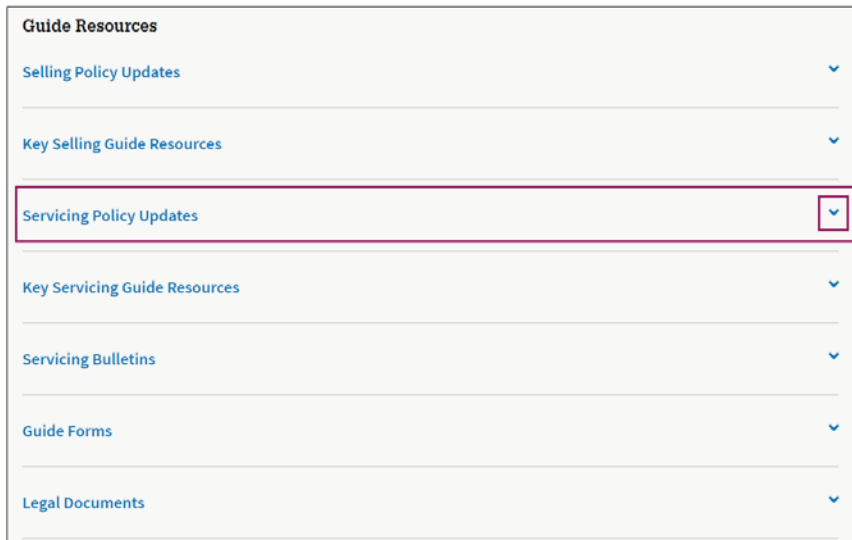 Guide Resources
Selling Policy Updates
Key Selling Guide Resources
Servicing Policy Updates
Key Servicing Guide Resources
Servicing Bulletins
Guide Forms
Legal Documents